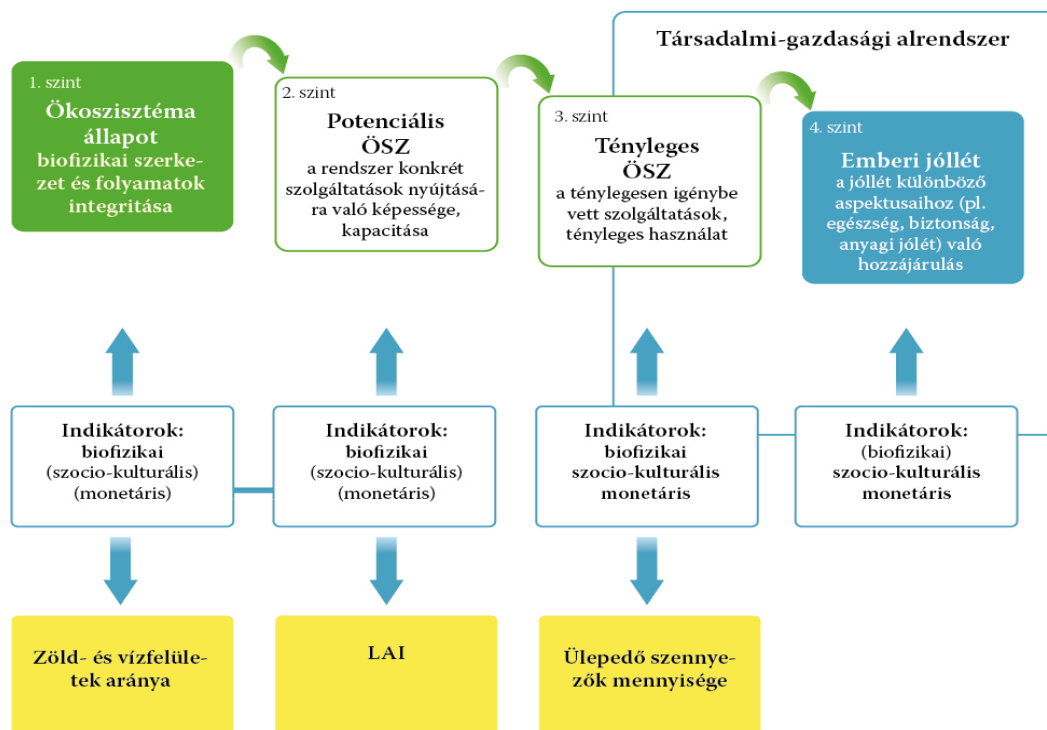 Társadalmi-gazdasági alrendszer
1. szint
Ökoszisztéma
állapot
biofizikai szerke-
zet és folyamatok
integritása
2. szint
Potenciális
ÖSZ
a rendszer konkrét
szolgáltatások nyújtásá-
ra való képessége,
kapacitása
3. szint
Tényleges
ÖSZ
a ténylegesen igénybe
vett szolgáltatások,
tényleges használat
4. szint
Emberi jóllét
a jóllét különböző
aspektusaihoz (pl.
egészség, biztonság,
anyagi jólét) való
hozzájárulás
Indikátorok:
biofizikai
(szocio-kulturális)
(monetáris)
Indikátorok:
biofizikai
(szocio-kulturális)
(monetáris)
Indikátorok:
biofizikai
szocio-kulturális
monetáris
Indikátorok:
(biofizikai)
szocio-kulturális
monetáris
Zöld- és vízfelüle-
tek aránya
LAI
Ülepedő szennye-
zők mennyisége